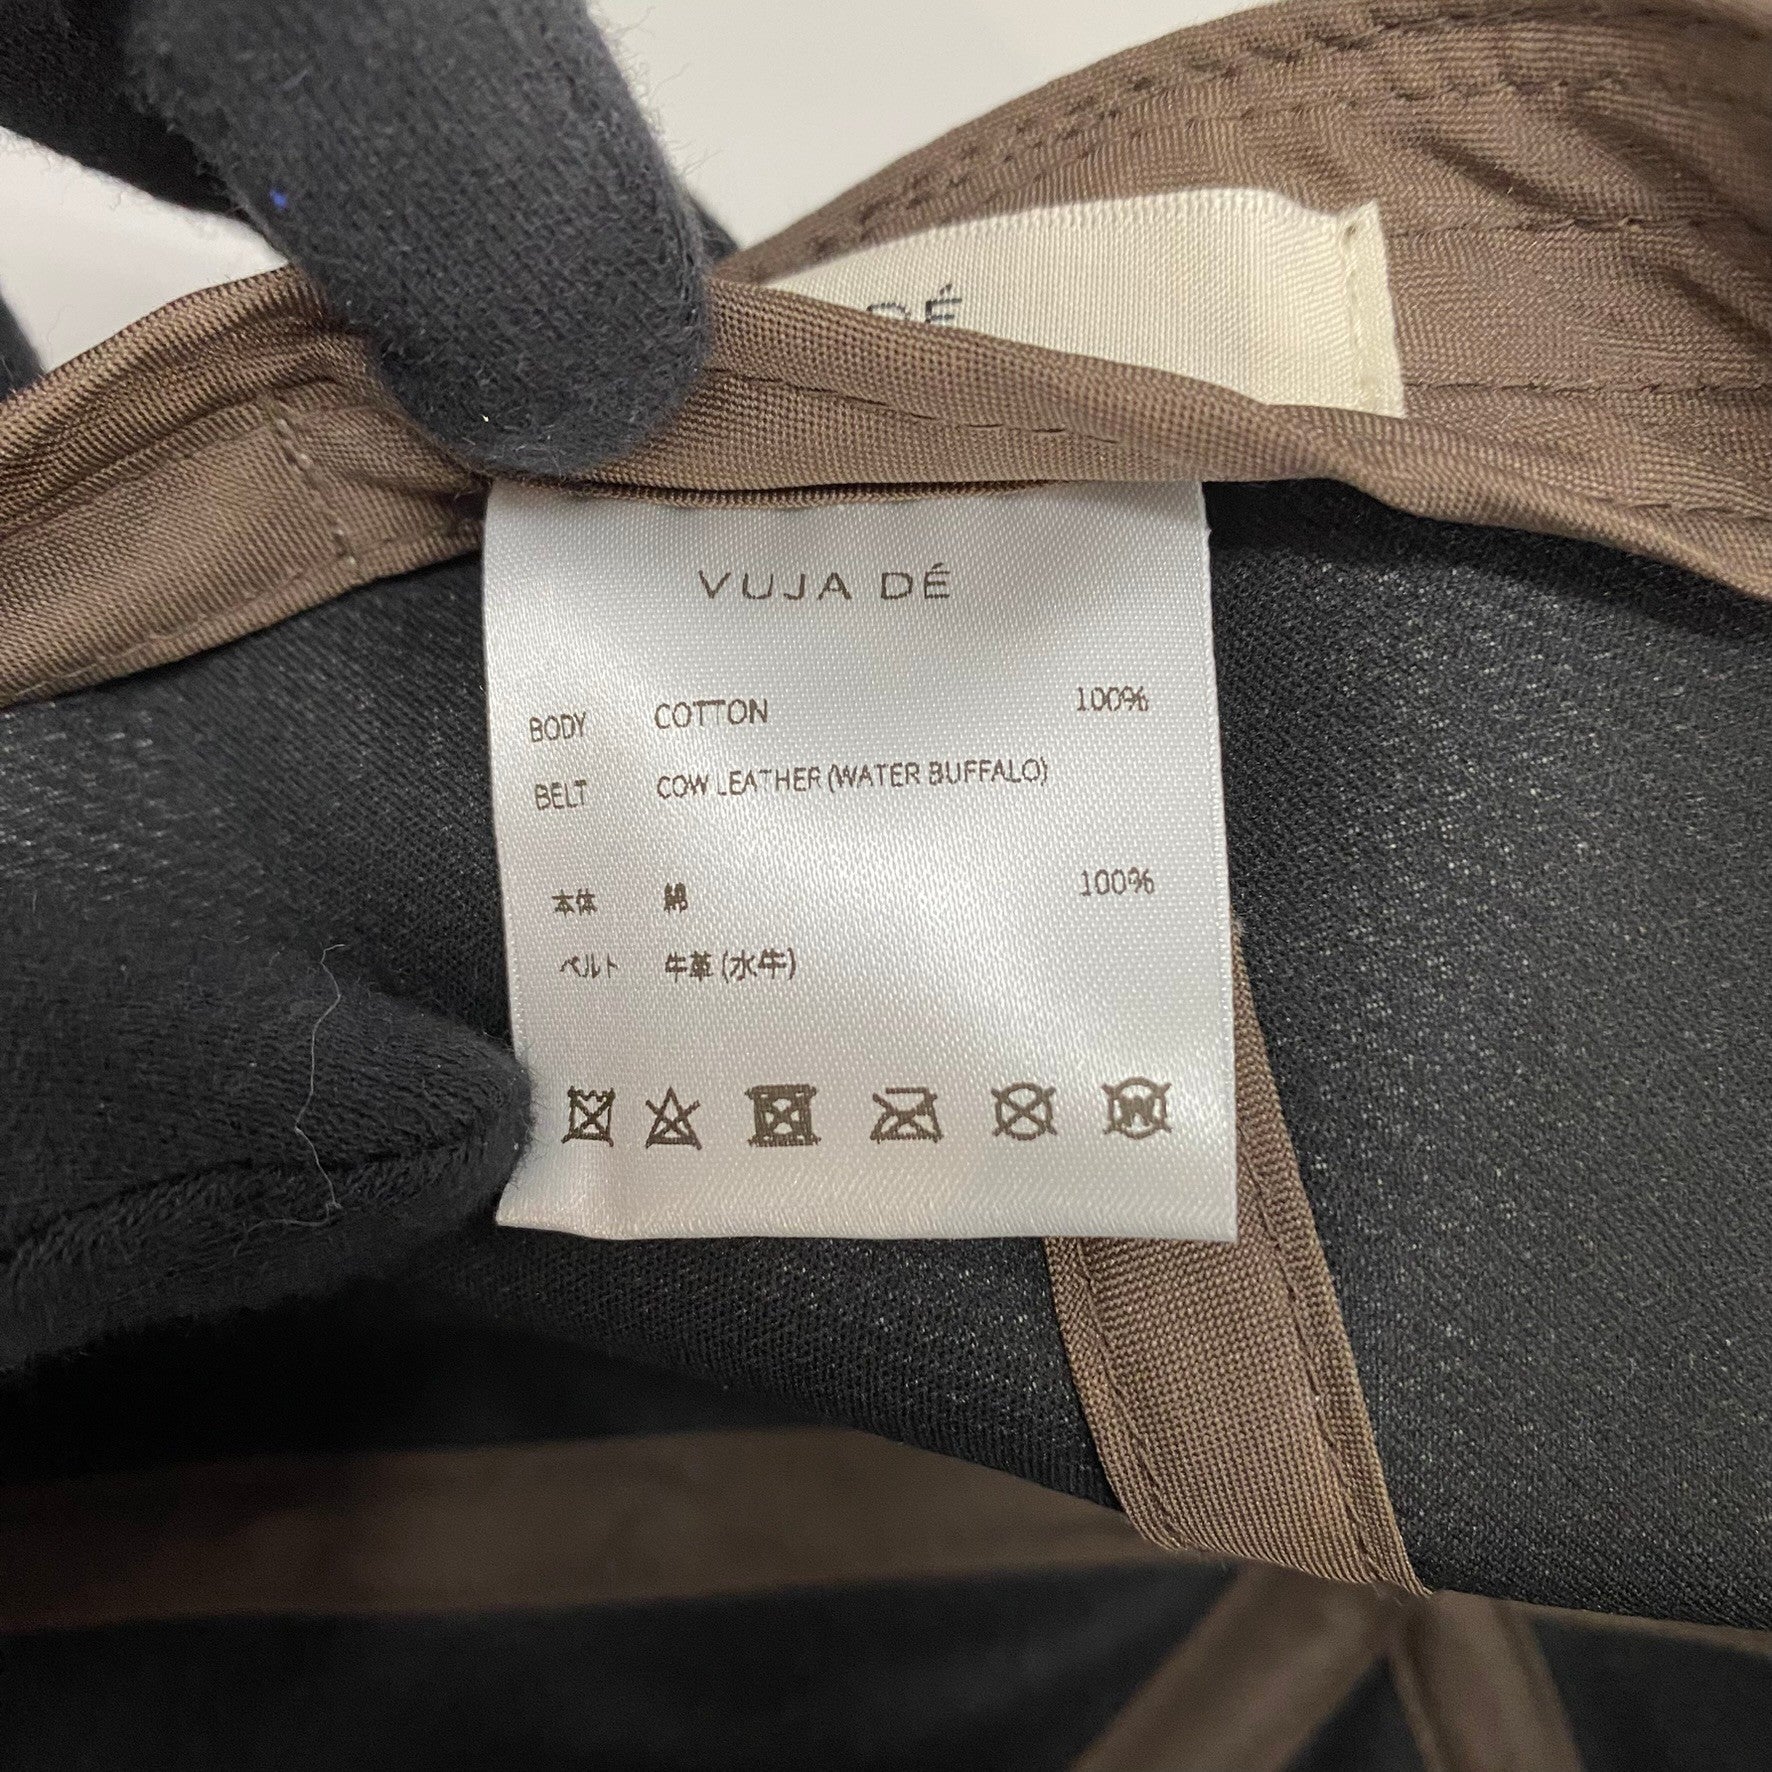 DÉ
VUJA DÉ
BODY COTTON 100%
BELT COW LEATHER (WATER BUFFALO)
本体 綿 100%
ベルト 牛革 (水牛)
W